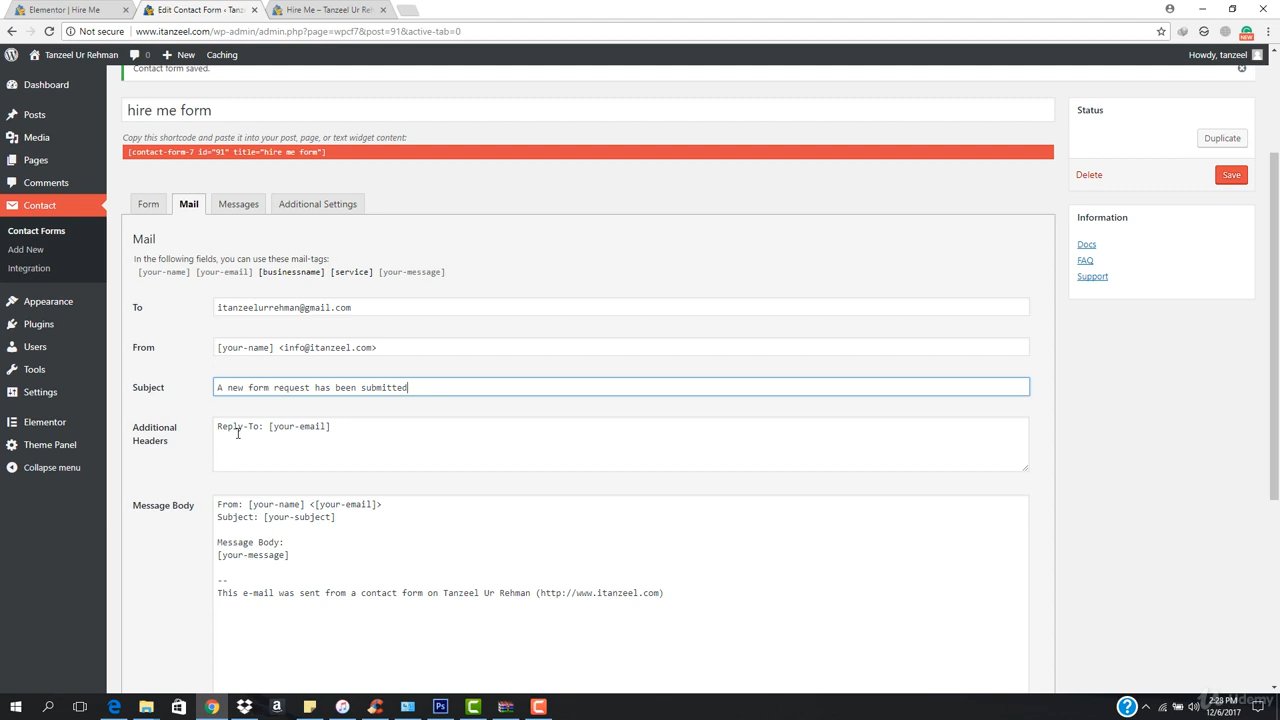 Elementor | Hire Me
Edit Contact Form ‹ Tanz
Hire Me – Tanzeel Ur Reh
Not secure
www.itanzeel.com/wp-admin/admin.php?page=wpcf7&post=91&active-tab=0
NEW
Tanzeel Ur Rehman
0
New
Caching
Howdy, tanzeel
Contact form saved.
Dashboard
Posts
Media
Pages
Comments
Contact
Contact Forms
Add New
Integration
Appearance
Plugins
Users
Tools
Settings
Elementor
Theme Panel
Collapse menu
hire me form
Copy this shortcode and paste it into your post, page, or text widget content:
[contact-form-7 id="91" title="hire me form"]
Status
Duplicate
Delete
Save
Information
Docs
FAQ
Support
Form
Mail
Messages
Additional Settings
Mail
In the following fields, you can use these mail-tags:
[your-name] [your-email] [businessname] [service] [your-message]
To
itanzeelurrehman@gmail.com
From
[your-name] <info@itanzeel.com>
Subject
A new form request has been submitted
Additional
Headers
Reply-To: [your-email]
Message Body
From: [your-name] <[your-email]>
Subject: [your-subject]
Message Body:
[your-message]
--
This e-mail was sent from a contact form on Tanzeel Ur Rehman (http://www.itanzeel.com)
Ps
2:28 PM
12/6/2017
Udemy